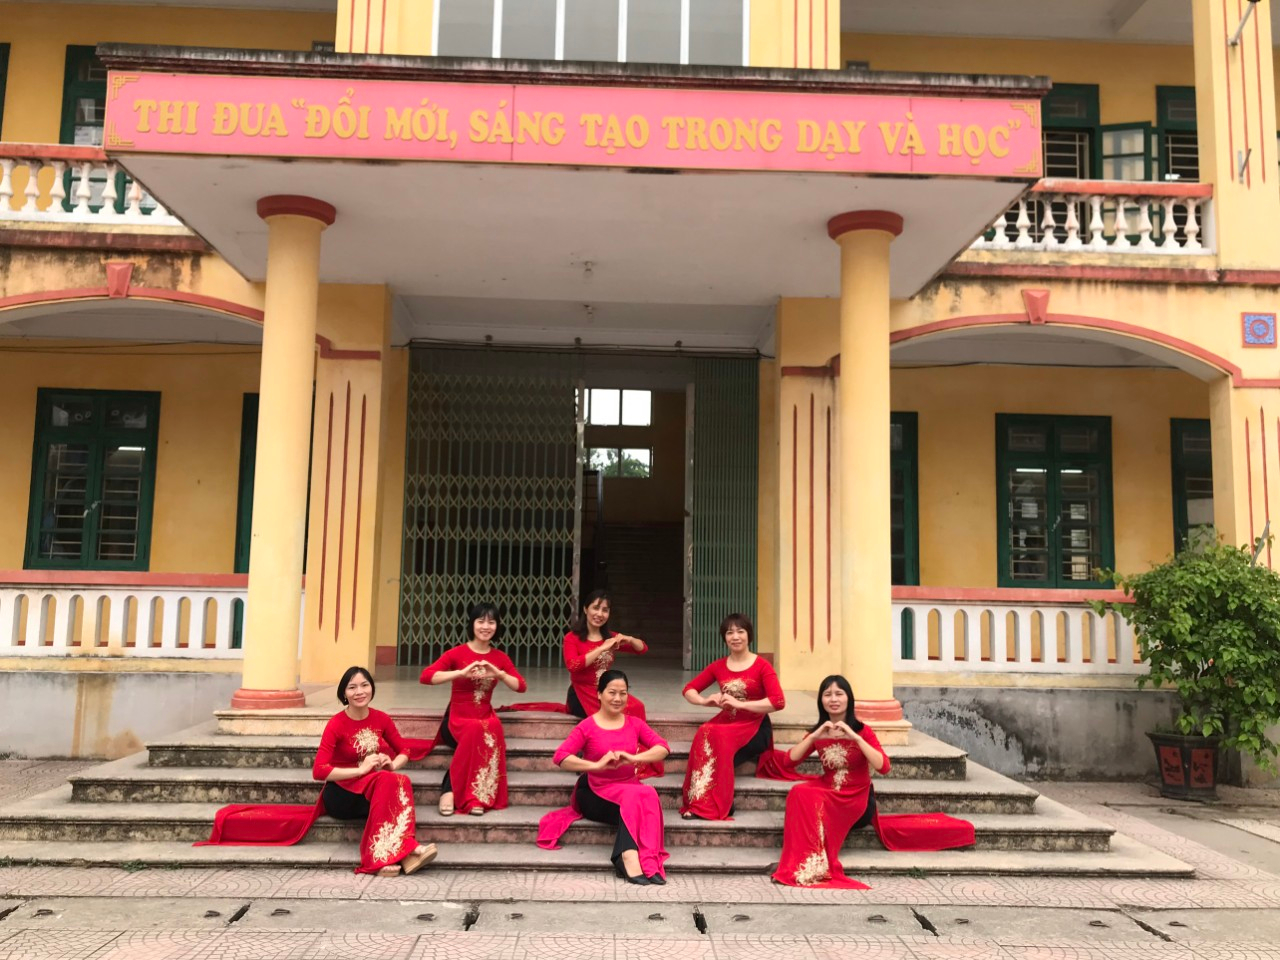 THI ĐUA "ĐỔI MỚI, SÁNG TẠO TRONG DẠY VÀ HỌC"